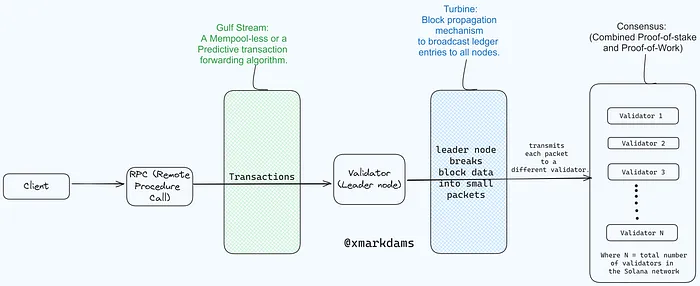 Gulf Stream:
A Mempool-less or a
Predictive transaction
forwarding algorithm.
Turbine:
Block propagation
mechanism
to broadcast ledger
entries to all nodes.
Consensus:
(Combined Proof-of-stake
and Proof-of-Work)
Client
RPC (Remote
Procedure
Call)
Transactions
Validator
(Leader node)
leader node
breaks
block data
into small
packets
transmits
each packet
to a
different validator.
Validator 1
Validator 2
Validator 3
Validator N
Where N = total number
of validators in
the Solana network
@xmarkdams